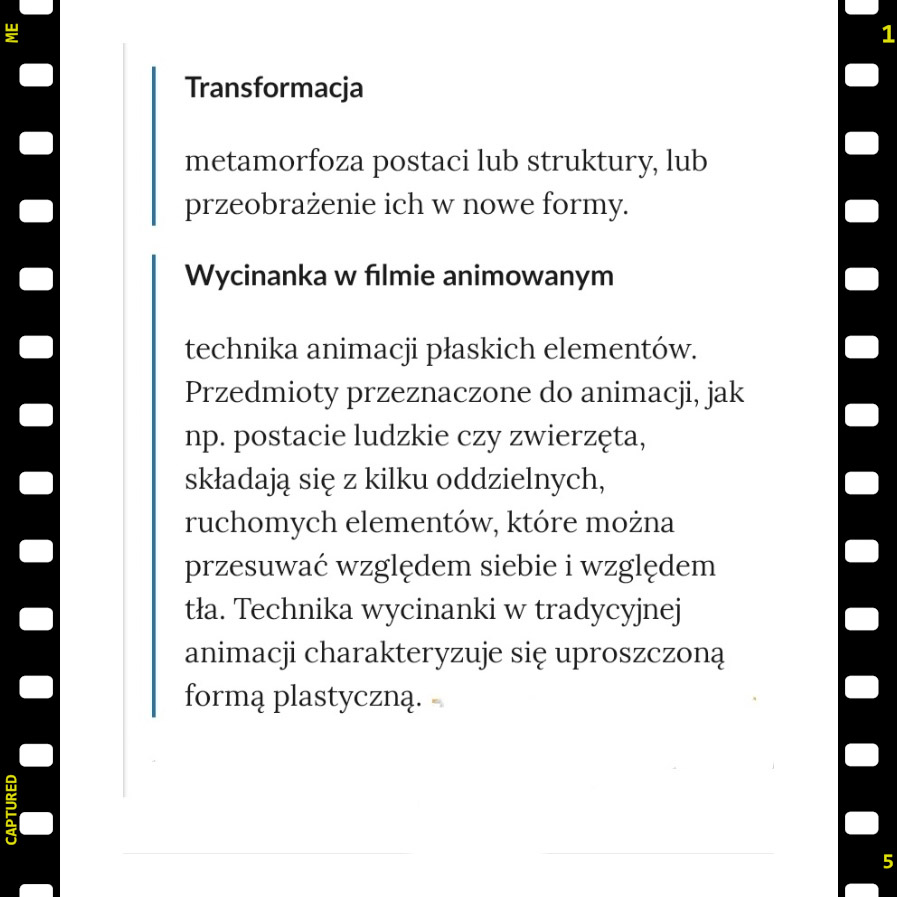 ME
1
Transformacja
metamorfoza postaci lub struktury, lub
przeobrażenie ich w nowe formy.
Wycinanka w filmie animowanym
technika animacji płaskich elementów.
Przedmioty przeznaczone do animacji, jak
np. postacie ludzkie czy zwierzęta,
składają się z kilku oddzielnych,
ruchomych elementów, które można
przesuwać względem siebie i względem
tła. Technika wycinanki w tradycyjnej
animacji charakteryzuje się uproszczoną
formą plastyczną.
CAPTURED
5